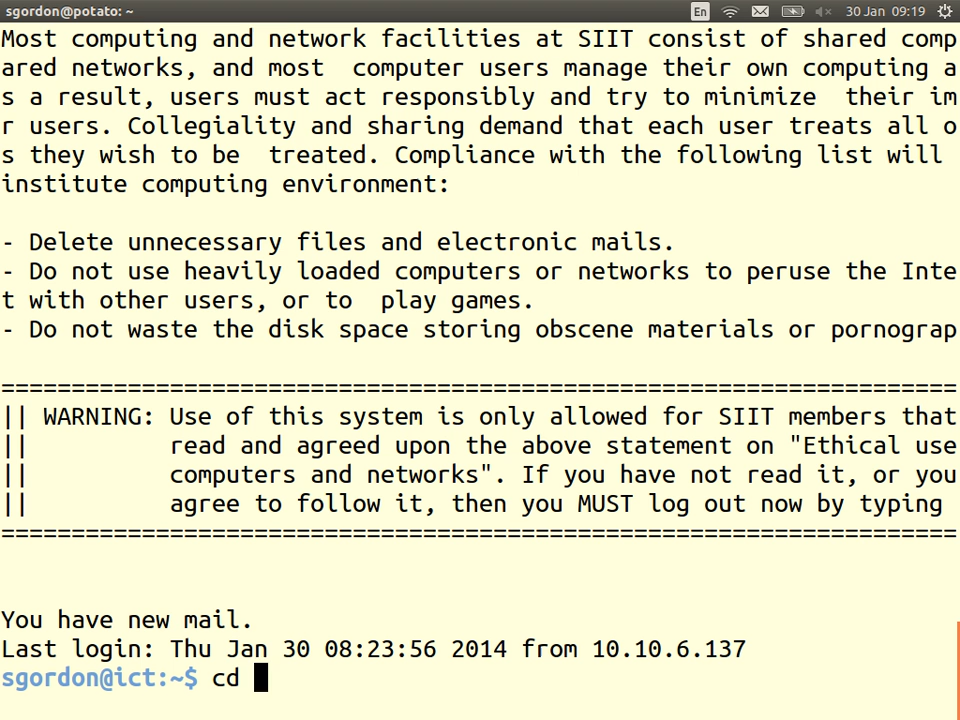 sgordon@potato: ~ En 30 Jan 09:19
Most computing and network facilities at SIIT consist of shared comp
ared networks, and most  computer users manage their own computing a
s a result, users must act responsibly and try to minimize  their im
r users. Collegiality and sharing demand that each user treats all o
s they wish to be  treated. Compliance with the following list will
institute computing environment:

- Delete unnecessary files and electronic mails.
- Do not use heavily loaded computers or networks to peruse the Inte
t with other users, or to  play games.
- Do not waste the disk space storing obscene materials or pornograp

====================================================================
|| WARNING: Use of this system is only allowed for SIIT members that
||          read and agreed upon the above statement on "Ethical use
||          computers and networks". If you have not read it, or you
||          agree to follow it, then you MUST log out now by typing
====================================================================

You have new mail.
Last login: Thu Jan 30 08:23:56 2014 from 10.10.6.137
sgordon@ict:~$ cd